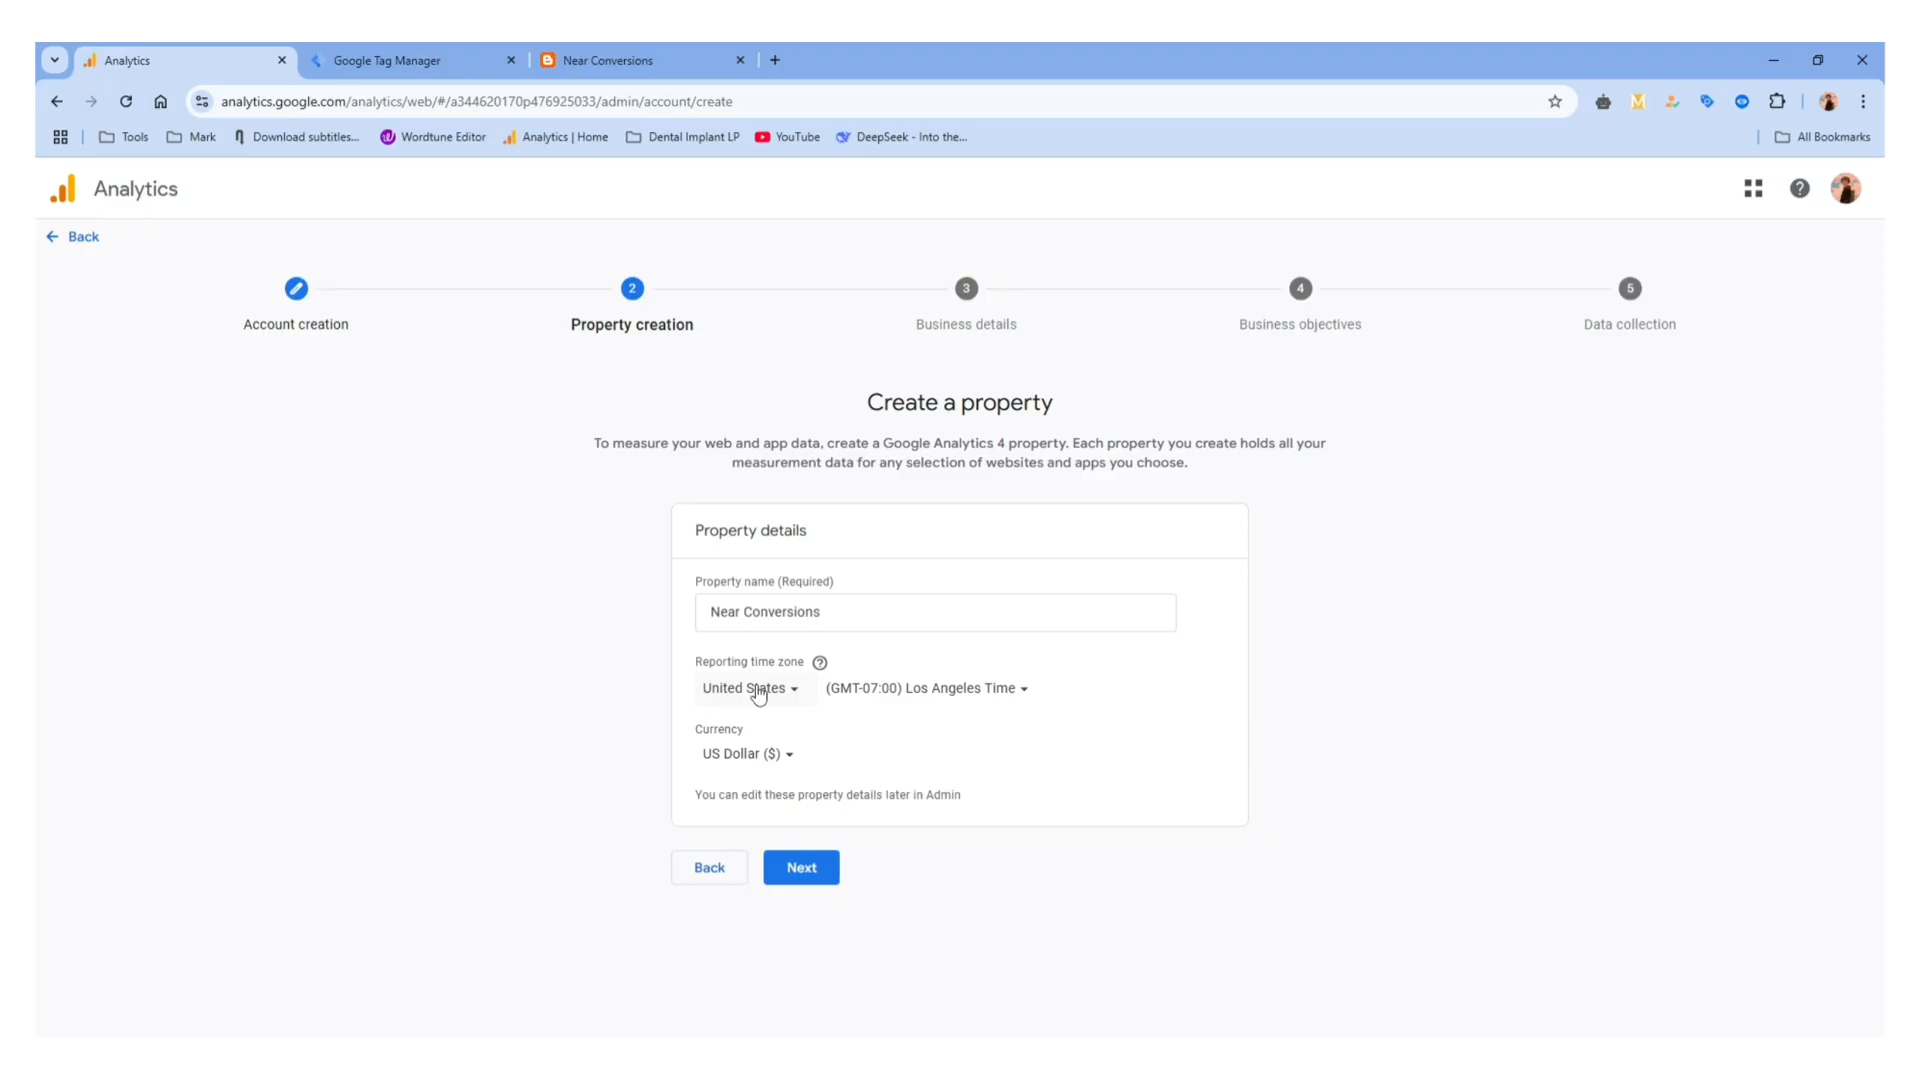 Analytics
Google Tag Manager
Near Conversions
analytics.google.com/analytics/web/#/a344620170p476925033/admin/account/create
Tools
Mark
Download subtitles...
Wordtune Editor
Analytics | Home
Dental Implant LP
YouTube
DeepSeek - Into the...
All Bookmarks
Analytics
Back
2
3
4
5
Account creation
Property creation
Business details
Business objectives
Data collection
Create a property
To measure your web and app data, create a Google Analytics 4 property. Each property you create holds all your
measurement data for any selection of websites and apps you choose.
Property details
Property name (Required)
Near Conversions
Reporting time zone
United States
(GMT-07:00) Los Angeles Time
Currency
US Dollar ($)
You can edit these property details later in Admin
Back
Next